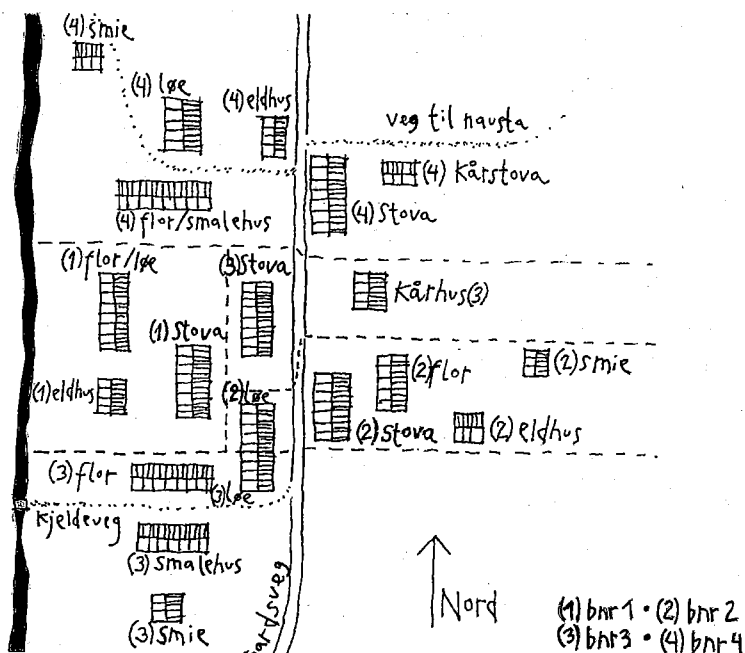 (4) smie
(4) løe
(4) eldhus
veg til nausta
(4) Kårstova
(4) Stova
(4) flor/smalehus
(1) flor/løe
(3) Stova
Kårhus(3)
(1) Stova
(1) eldhus
(2) løe
(2) flor
(2) smie
(2) Stova
(2) eldhus
(3) flor
(3) løe
Kjeldeveg
(3) smalehus
(3) smie
Nord
(1) bnr 1 • (2) bnr 2
(3) bnr 3 • (4) bnr 4